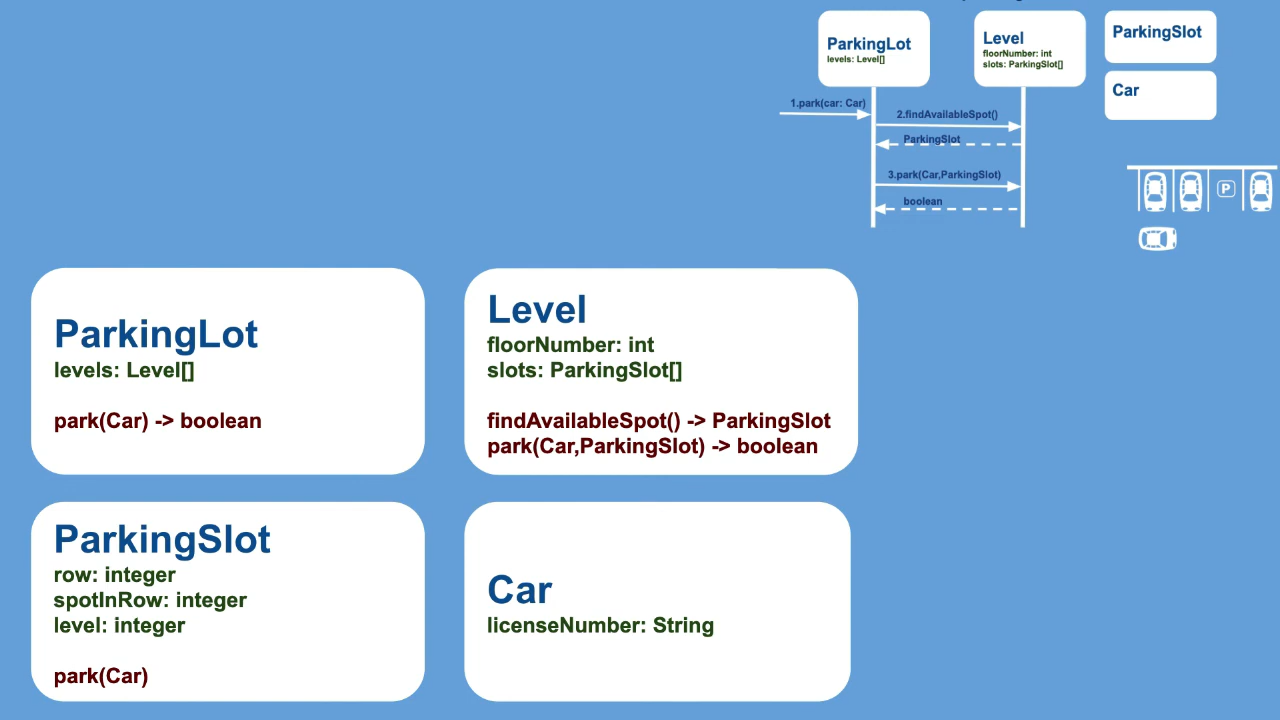 ParkingLot
levels: Level[]
Level
floorNumber: int
slots: ParkingSlot[]
ParkingSlot
Car
1.park(car: Car)
2.findAvailableSpot()
ParkingSlot
3.park(Car,ParkingSlot)
boolean
P
ParkingLot
levels: Level[]
park(Car) -> boolean
Level
floorNumber: int
slots: ParkingSlot[]
findAvailableSpot() -> ParkingSlot
park(Car,ParkingSlot) -> boolean
ParkingSlot
row: integer
spotInRow: integer
level: integer
park(Car)
Car
licenseNumber: String